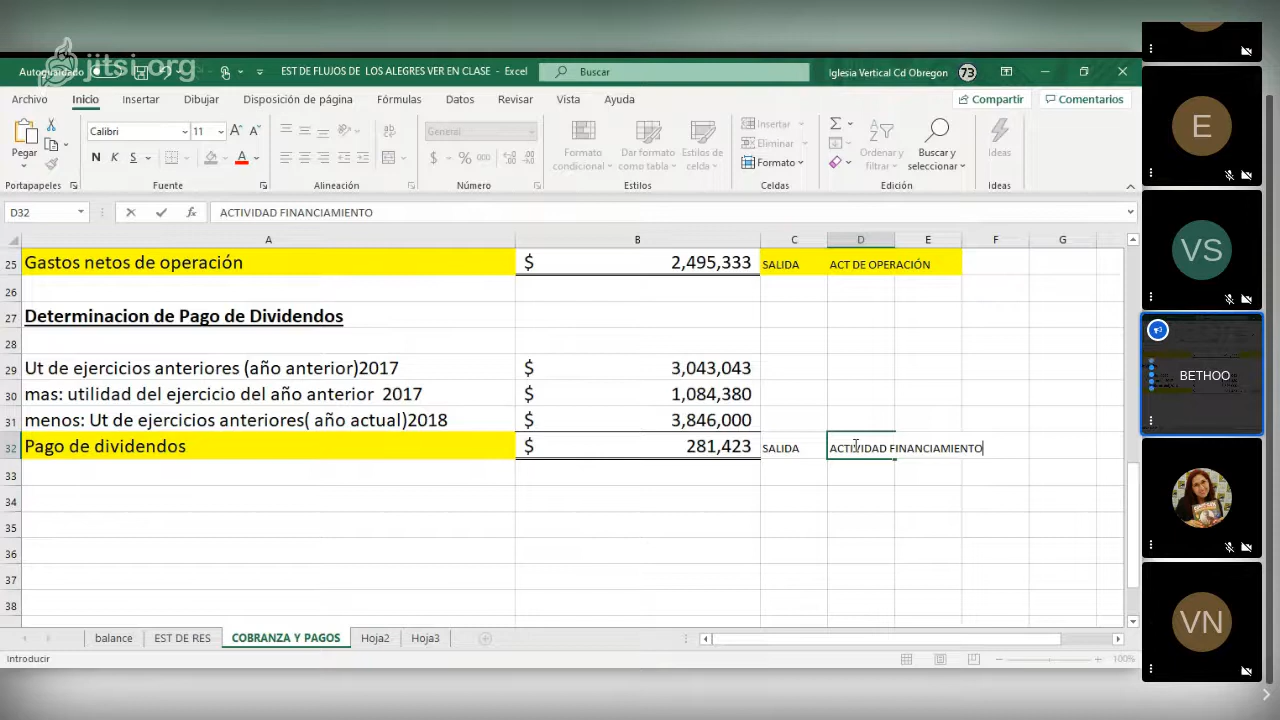 jitsi.org
Autoguardado
EST DE FLUJOS DE LOS ALEGRES VER EN CLASE - Excel
Buscar
Iglesia Vertical Cd Obregon
73
Archivo Inicio Insertar Dibujar Disposición de página Fórmulas Datos Revisar Vista Ayuda
Compartir Comentarios
Pegar
Calibri 11
N K S
General
$ % 000
Formato condicional
Dar formato como tabla
Estilos de celda
Insertar
Eliminar
Formato
Ordenar y filtrar
Buscar y seleccionar
Ideas
Portapapeles Fuente Alineación Número Estilos Celdas Edición Ideas
D32 fx ACTIVIDAD FINANCIAMIENTO
A B C D E F G
25 Gastos netos de operación $ 2,495,333 SALIDA ACT DE OPERACIÓN
26
27 Determinacion de Pago de Dividendos
28
29 Ut de ejercicios anteriores (año anterior)2017 $ 3,043,043
30 mas: utilidad del ejercicio del año anterior 2017 $ 1,084,380
31 menos: Ut de ejercicios anteriores( año actual)2018 $ 3,846,000
32 Pago de dividendos $ 281,423 SALIDA ACTIVIDAD FINANCIAMIENTO
33
34
35
36
37
38
balance EST DE RES COBRANZA Y PAGOS Hoja2 Hoja3
Introducir
100%
E
VS
BETHOO
VN